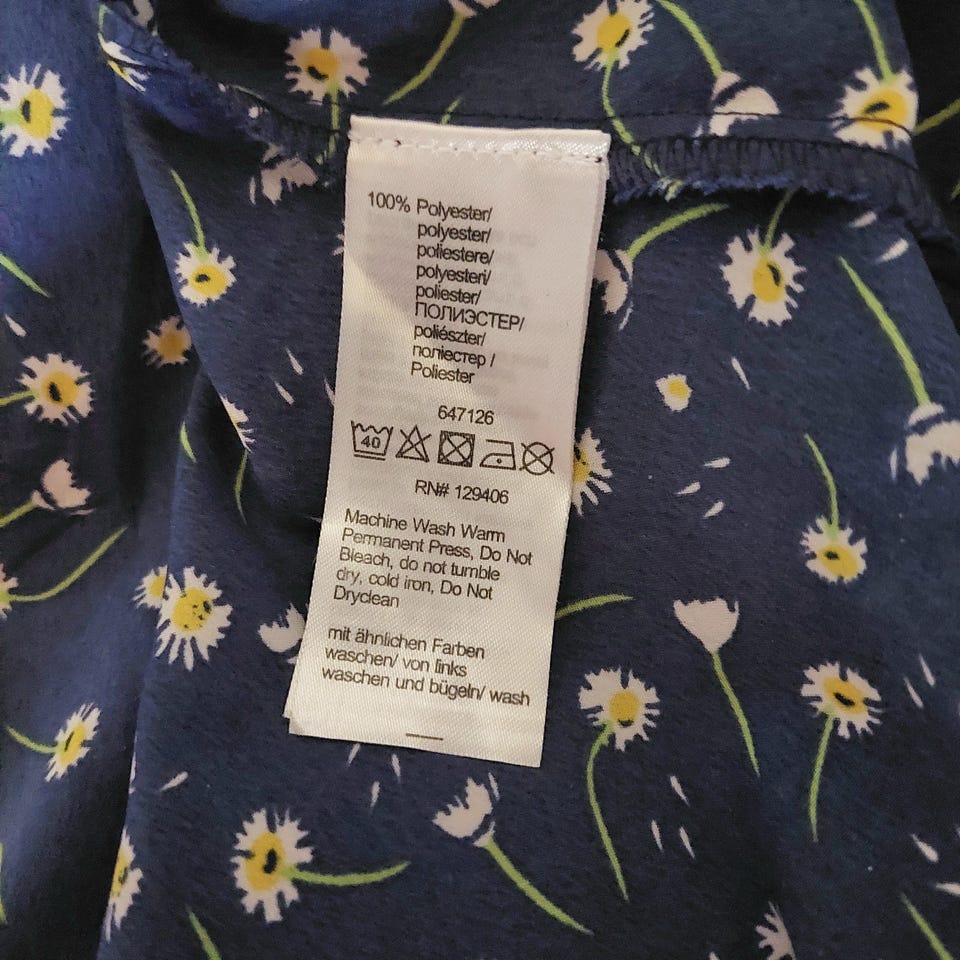 100% Polyester/
polyester/
poliestere/
polyesteri/
poliester/
ПОЛИЭСТЕР/
poliészter/
поліестер /
Poliester
647126
40
RN# 129406
Machine Wash Warm
Permanent Press, Do Not
Bleach, do not tumble
dry, cold iron, Do Not
Dryclean
mit ähnlichen Farben
waschen/ von links
waschen und bügeln/ wash